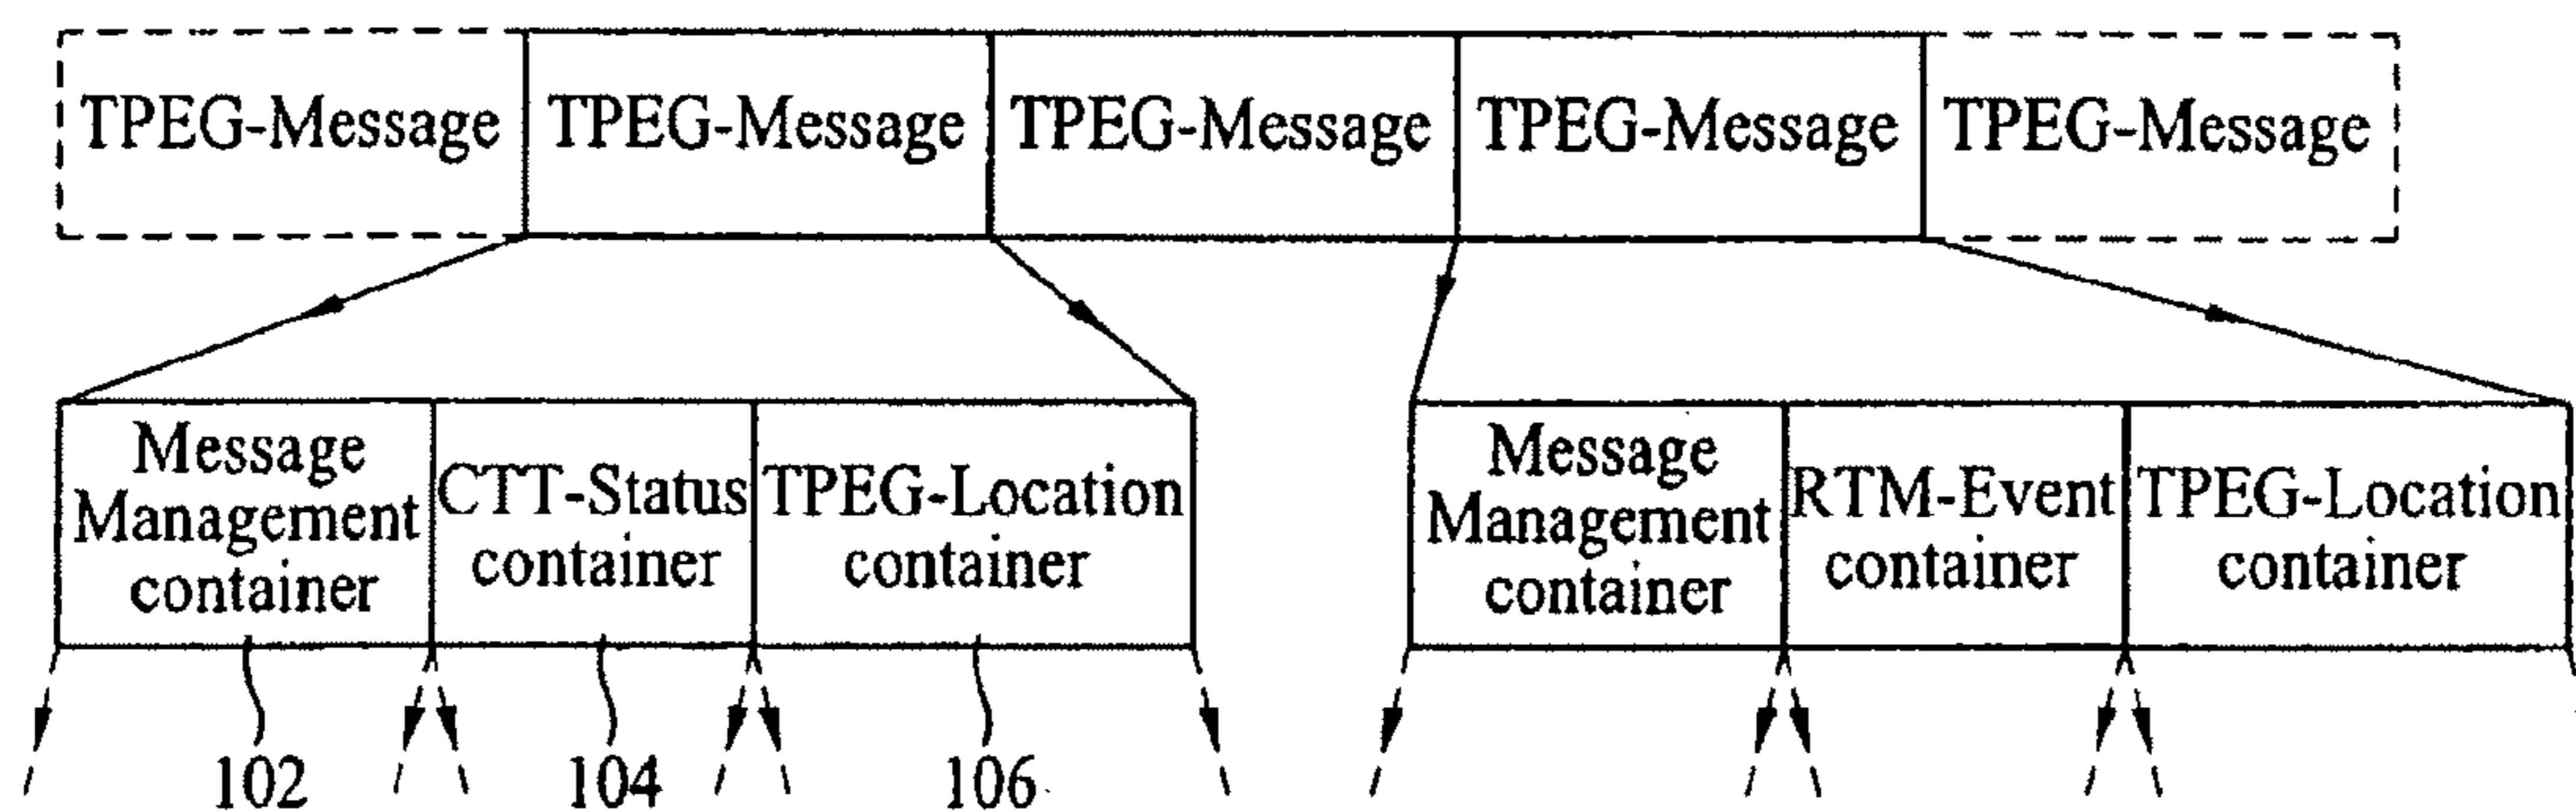 TPEG-Message TPEG-Message TPEG-Message TPEG-Message TPEG-Message
Message
Management
container
CTT-Status
container
TPEG-Location
container
Message
Management
container
RTM-Event
container
TPEG-Location
container
102 104 106